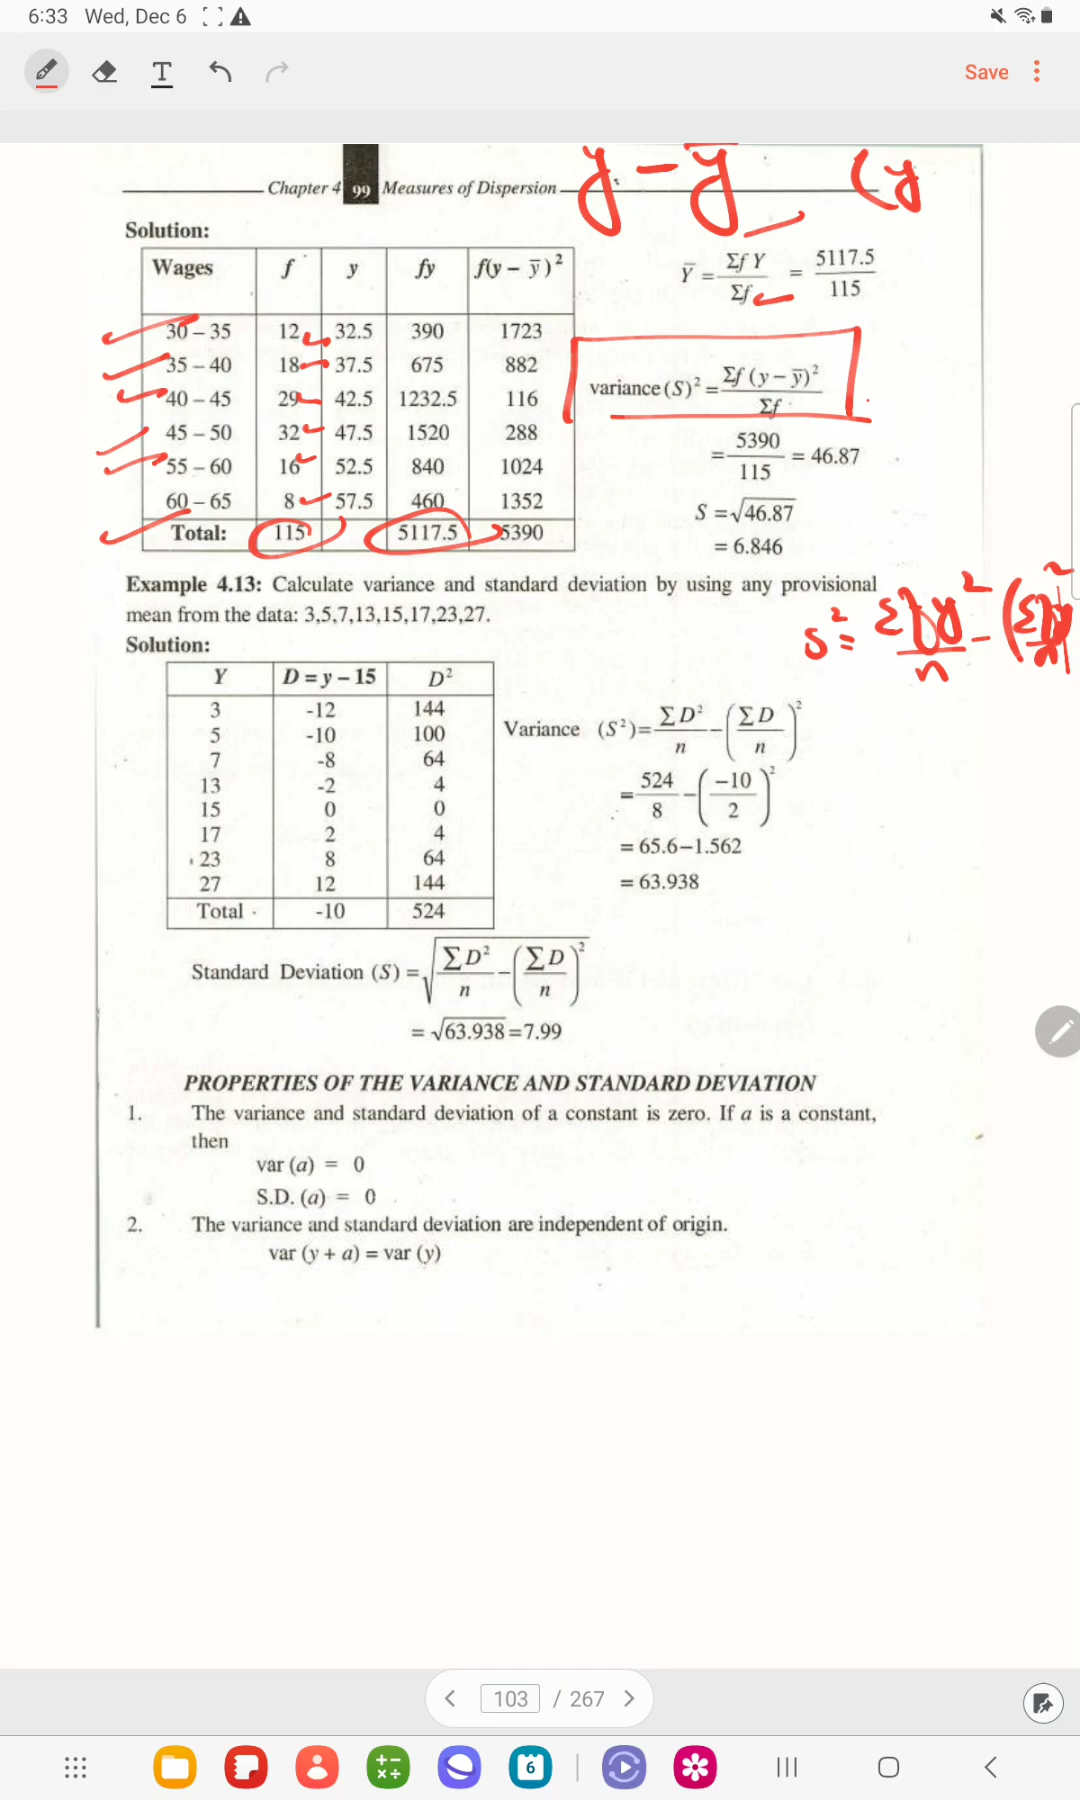 6:33 Wed, Dec 6
T
Save
y - ȳ (y
Chapter 4 99 Measures of Dispersion
Solution:
Wages f y fy f(y – ȳ)²
30 – 35 12 32.5 390 1723
35 – 40 18 37.5 675 882
40 – 45 29 42.5 1232.5 116
45 – 50 32 47.5 1520 288
55 – 60 16 52.5 840 1024
60 – 65 8 57.5 460 1352
Total: 115 5117.5 5390
Ȳ = Σf Y / Σf = 5117.5 / 115
variance (S)² = Σf (y – ȳ)² / Σf
= 5390 / 115 = 46.87
S = √46.87
= 6.846
Example 4.13: Calculate variance and standard deviation by using any provisional
mean from the data: 3,5,7,13,15,17,23,27.
Solution:
Y D = y – 15 D²
3 -12 144
5 -10 100
7 -8 64
13 -2 4
15 0 0
17 2 4
23 8 64
27 12 144
Total -10 524
Variance (S²)= ΣD² / n – (ΣD / n)²
= 524 / 8 – (–10 / 2)²
= 65.6–1.562
= 63.938
Standard Deviation (S) = √ΣD² / n – (ΣD / n)²
= √63.938 =7.99
PROPERTIES OF THE VARIANCE AND STANDARD DEVIATION
1. The variance and standard deviation of a constant is zero. If a is a constant,
then
var (a) = 0
S.D. (a) = 0
2. The variance and standard deviation are independent of origin.
var (y + a) = var (y)
103 / 267
6